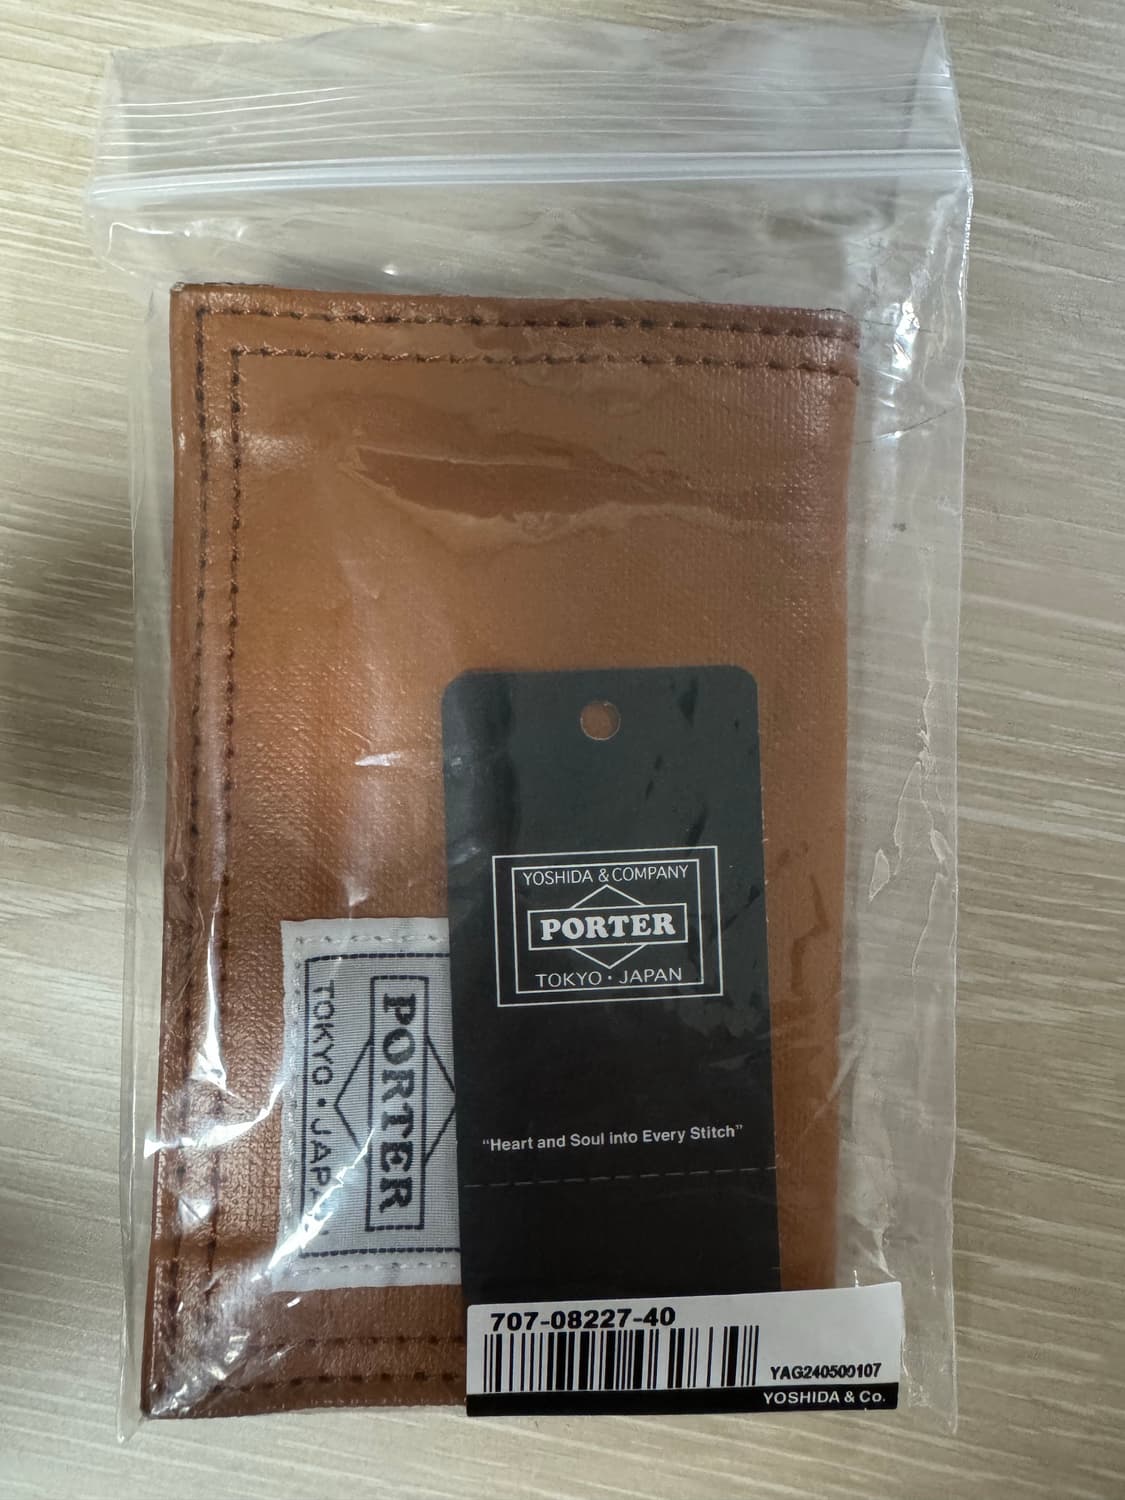 YOSHIDA & COMPANY
PORTER
TOKYO • JAPAN
"Heart and Soul into Every Stitch"
PORTER
TOKYO • JAPAN
707-08227-40
YAG240500107
YOSHIDA & Co.